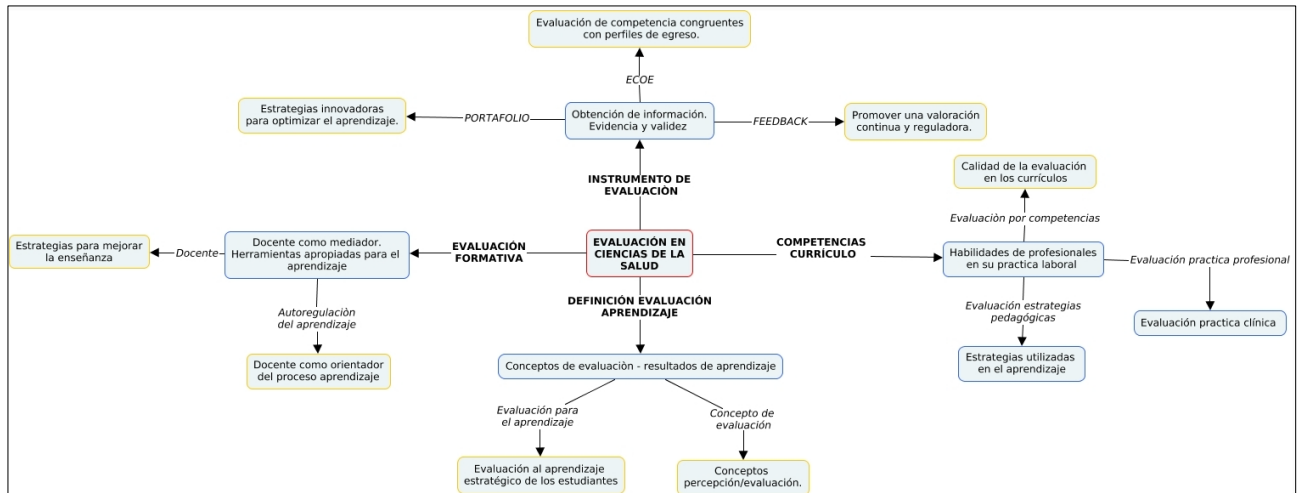 Evaluación de competencia congruentes
con perfiles de egreso.
ECOE
Estrategias innovadoras
para optimizar el aprendizaje.
PORTAFOLIO
Obtención de información.
Evidencia y validez
FEEDBACK
Promover una valoración
continua y reguladora.
INSTRUMENTO DE
EVALUACIÒN
Calidad de la evaluación
en los currículos
Evaluaciòn por competencias
Estrategias para mejorar
la enseñanza
Docente
Docente como mediador.
Herramientas apropiadas para el
aprendizaje
EVALUACIÓN
FORMATIVA
EVALUACIÓN EN
CIENCIAS DE LA
SALUD
COMPETENCIAS
CURRÍCULO
Habilidades de profesionales
en su practica laboral
Evaluación practica profesional
Evaluación practica clínica
Evaluación estrategias
pedagógicas
Estrategias utilizadas
en el aprendizaje
Autoregulaciòn
del aprendizaje
Docente como orientador
del proceso aprendizaje
DEFINICIÓN EVALUACIÓN
APRENDIZAJE
Conceptos de evaluaciòn - resultados de aprendizaje
Evaluación para
el aprendizaje
Evaluación al aprendizaje
estratégico de los estudiantes
Concepto de
evaluación
Conceptos
percepción/evaluación.